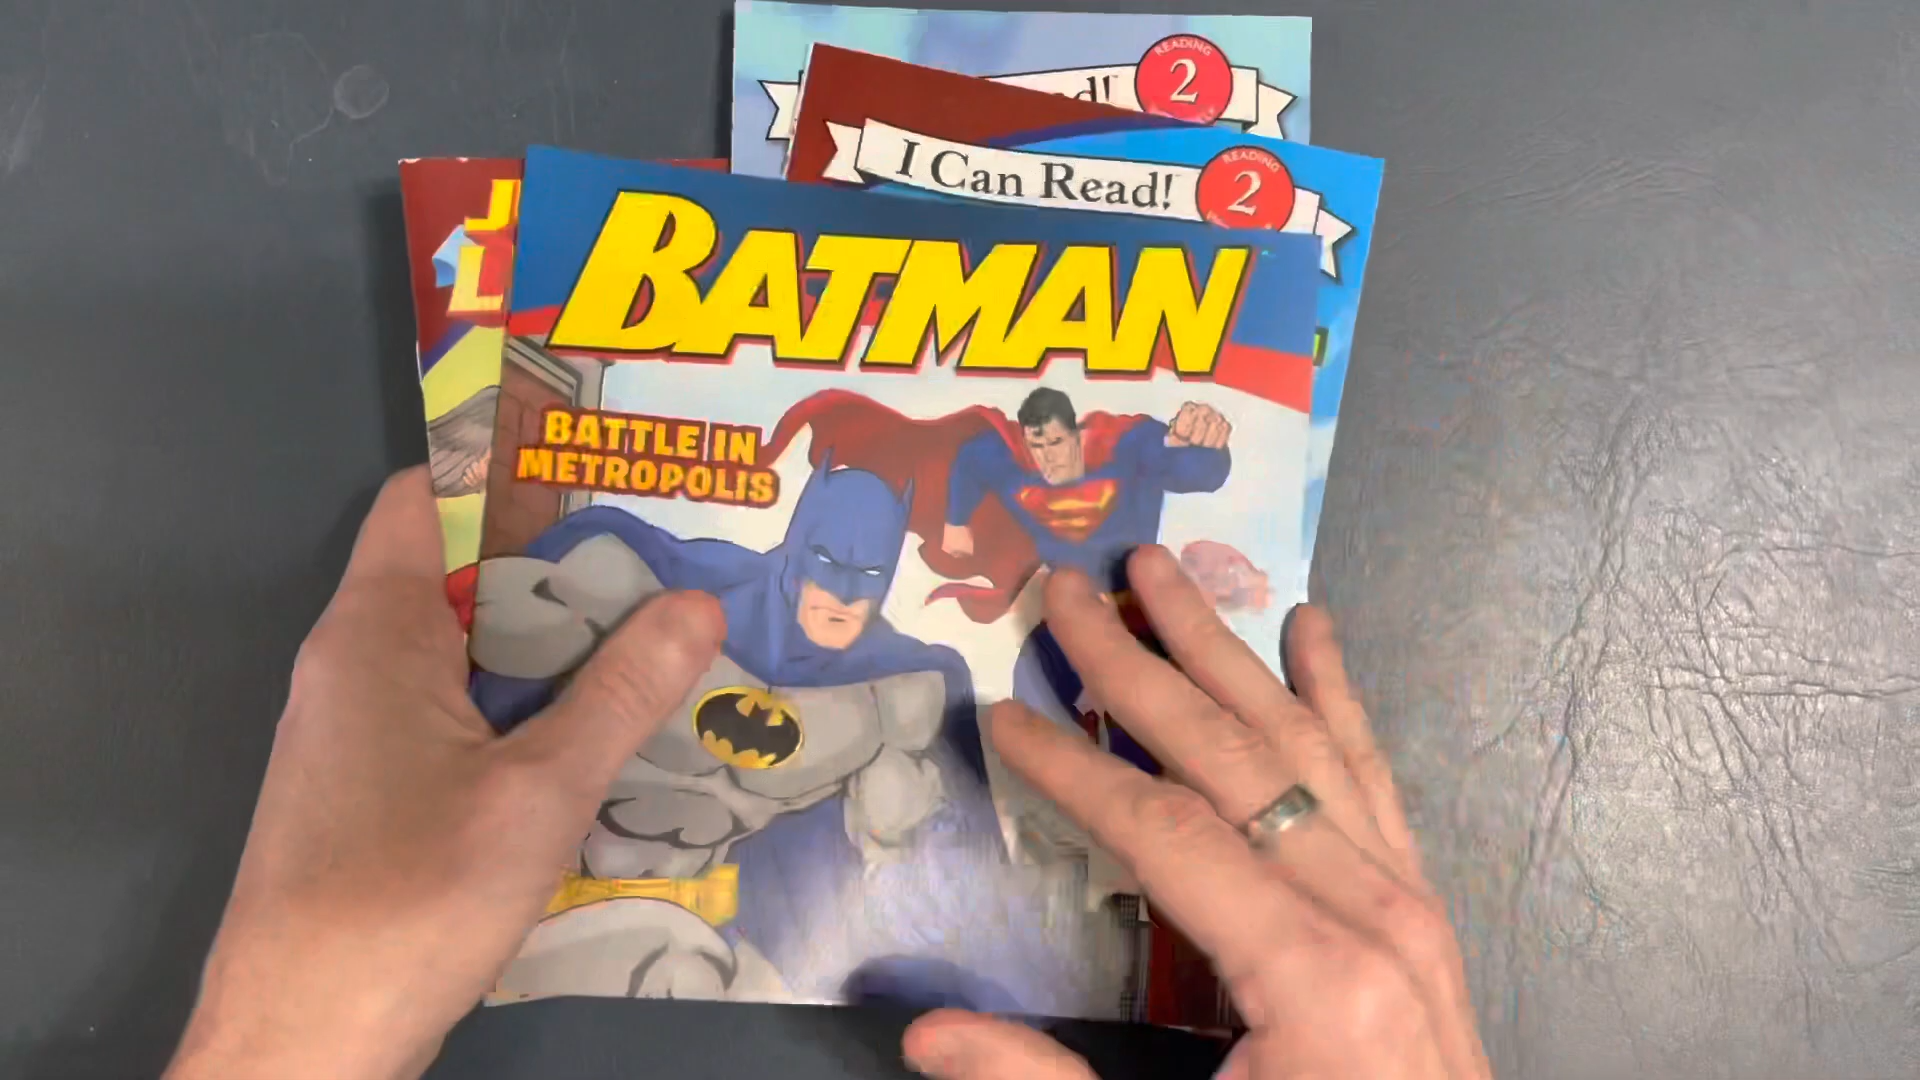 READING
2
I Can Read!
READING
2
J
L
BATMAN
BATTLE IN
METROPOLIS